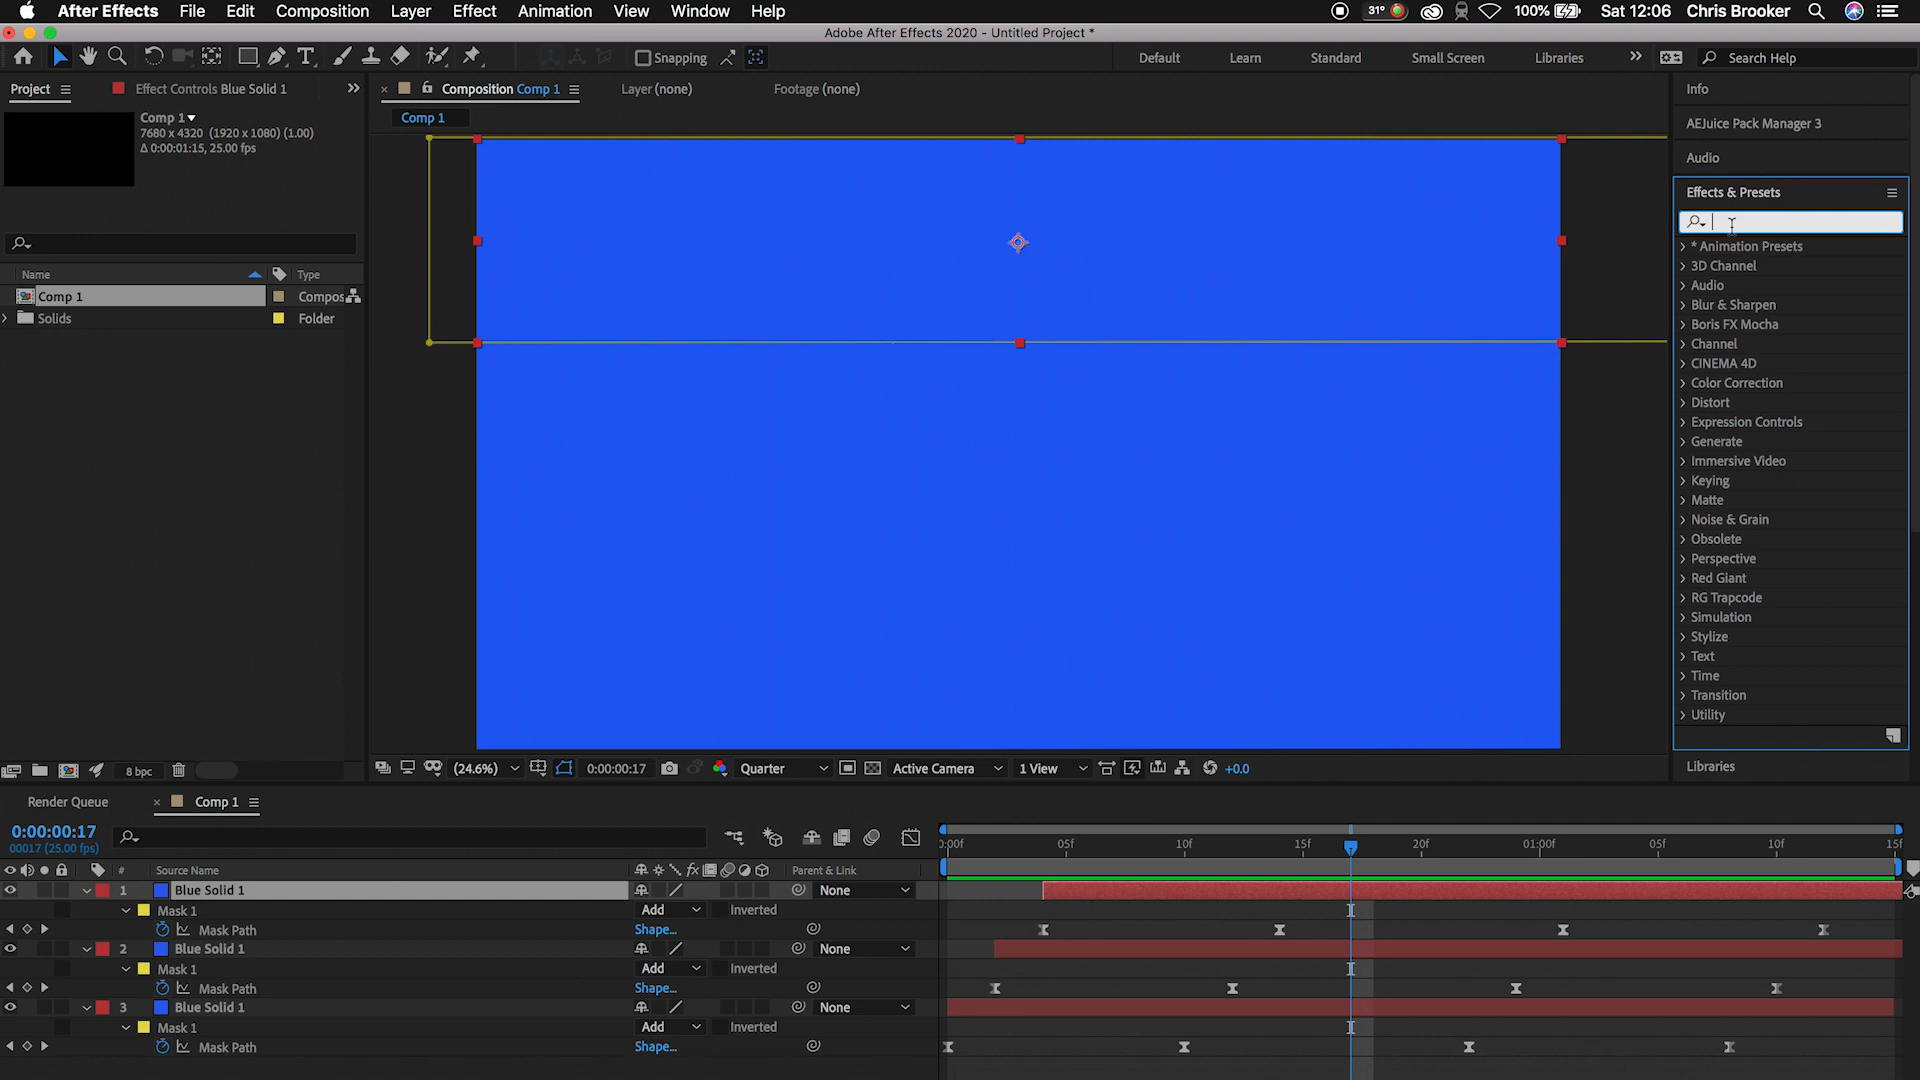 After Effects File Edit Composition Layer Effect Animation View Window Help 31° 100% Sat 12:06 Chris Brooker
Adobe After Effects 2020 - Untitled Project *
Snapping Default Learn Standard Small Screen Libraries Search Help
Project Effect Controls Blue Solid 1 Composition Comp 1 Layer (none) Footage (none)
Comp 1
Comp 1
7680 x 4320 (1920 x 1080) (1.00)
Δ 0:00:01:15, 25.00 fps
Name Type
Comp 1 Compos
Solids Folder
8 bpc
(24.6%) 0:00:00:17 Quarter Active Camera 1 View +0.0
Info
AEJuice Pack Manager 3
Audio
Effects & Presets
* Animation Presets
3D Channel
Audio
Blur & Sharpen
Boris FX Mocha
Channel
CINEMA 4D
Color Correction
Distort
Expression Controls
Generate
Immersive Video
Keying
Matte
Noise & Grain
Obsolete
Perspective
Red Giant
RG Trapcode
Simulation
Stylize
Text
Time
Transition
Utility
Libraries
Render Queue Comp 1
0:00:00:17
00017 (25.00 fps)
:00f 05f 10f 15f 20f 01:00f 05f 10f 15f
# Source Name fx Parent & Link
1 Blue Solid 1 None
Mask 1 Add Inverted
Mask Path Shape...
2 Blue Solid 1 None
Mask 1 Add Inverted
Mask Path Shape...
3 Blue Solid 1 None
Mask 1 Add Inverted
Mask Path Shape...